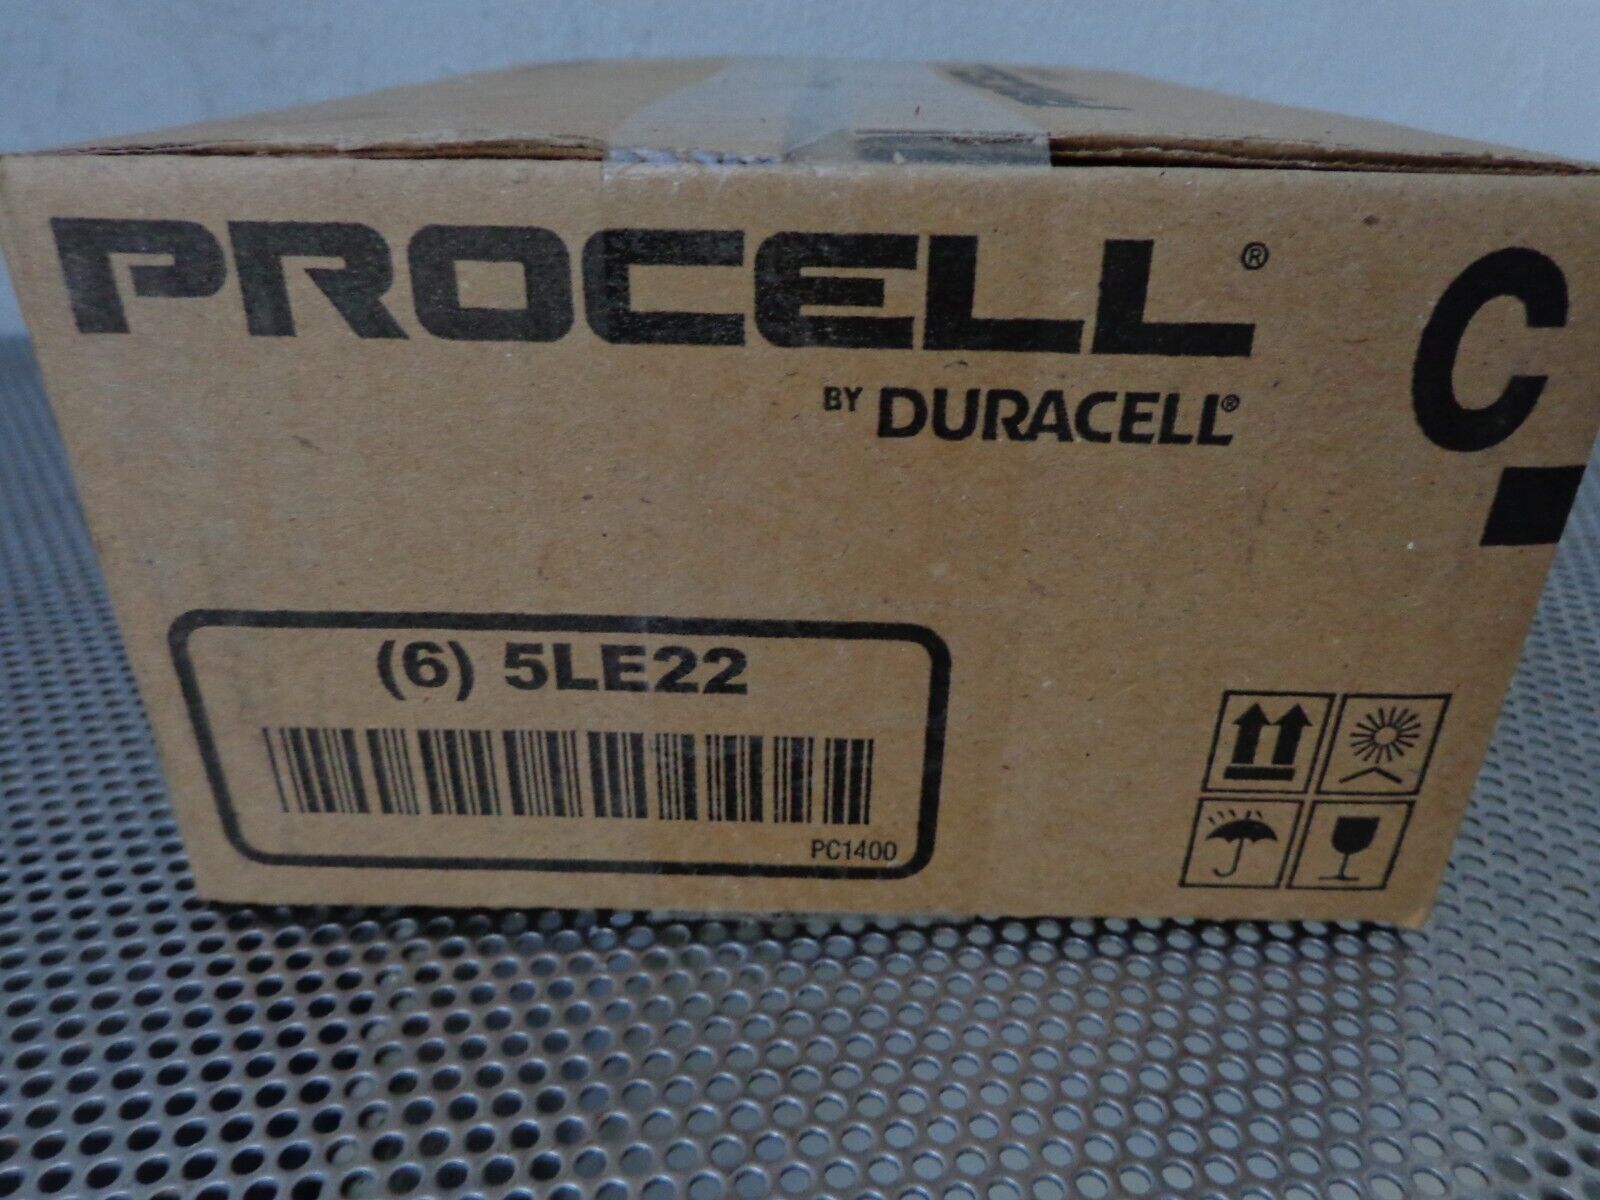 PROCELL®
BY DURACELL®
C
(6) 5LE22
PC1400